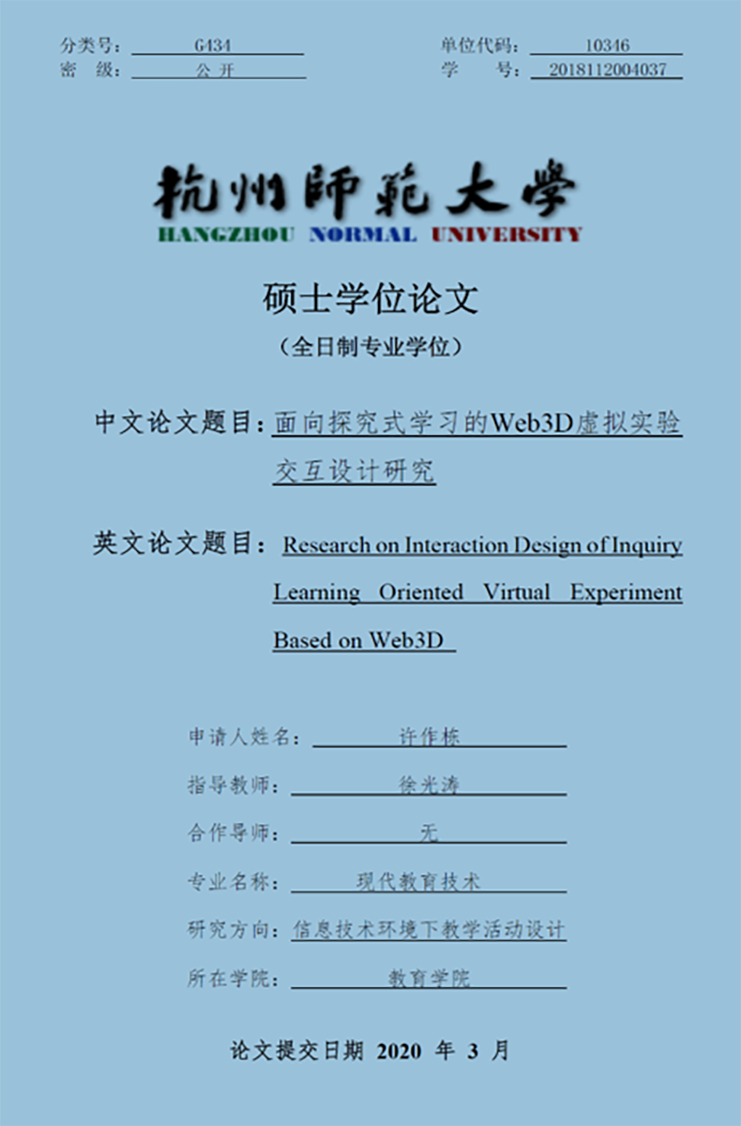 分类号： G434 单位代码： 10346
密 级： 公 开 学 号： 2018112004037
杭州師範大學
HANGZHOU NORMAL UNIVERSITY
硕士学位论文
（全日制专业学位）
中文论文题目：面向探究式学习的Web3D虚拟实验
交互设计研究
英文论文题目： Research on Interaction Design of Inquiry
Learning Oriented Virtual Experiment
Based on Web3D
申请人姓名： 许作栋
指导教师： 徐光涛
合作导师： 无
专业名称： 现代教育技术
研究方向：信息技术环境下教学活动设计
所在学院： 教育学院
论文提交日期 2020 年 3 月